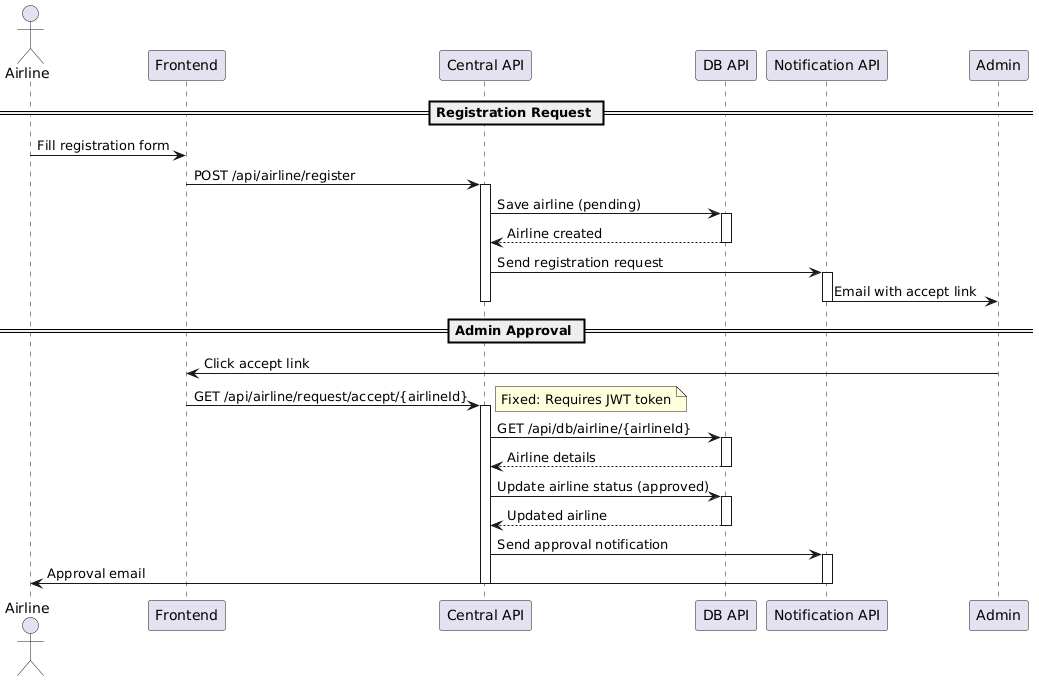 Airline
Frontend
Central API
DB API
Notification API
Admin
Registration Request
Fill registration form
POST /api/airline/register
Save airline (pending)
Airline created
Send registration request
Email with accept link
Admin Approval
Click accept link
GET /api/airline/request/accept/{airlineId}
Fixed: Requires JWT token
GET /api/db/airline/{airlineId}
Airline details
Update airline status (approved)
Updated airline
Send approval notification
Approval email
Airline
Frontend
Central API
DB API
Notification API
Admin